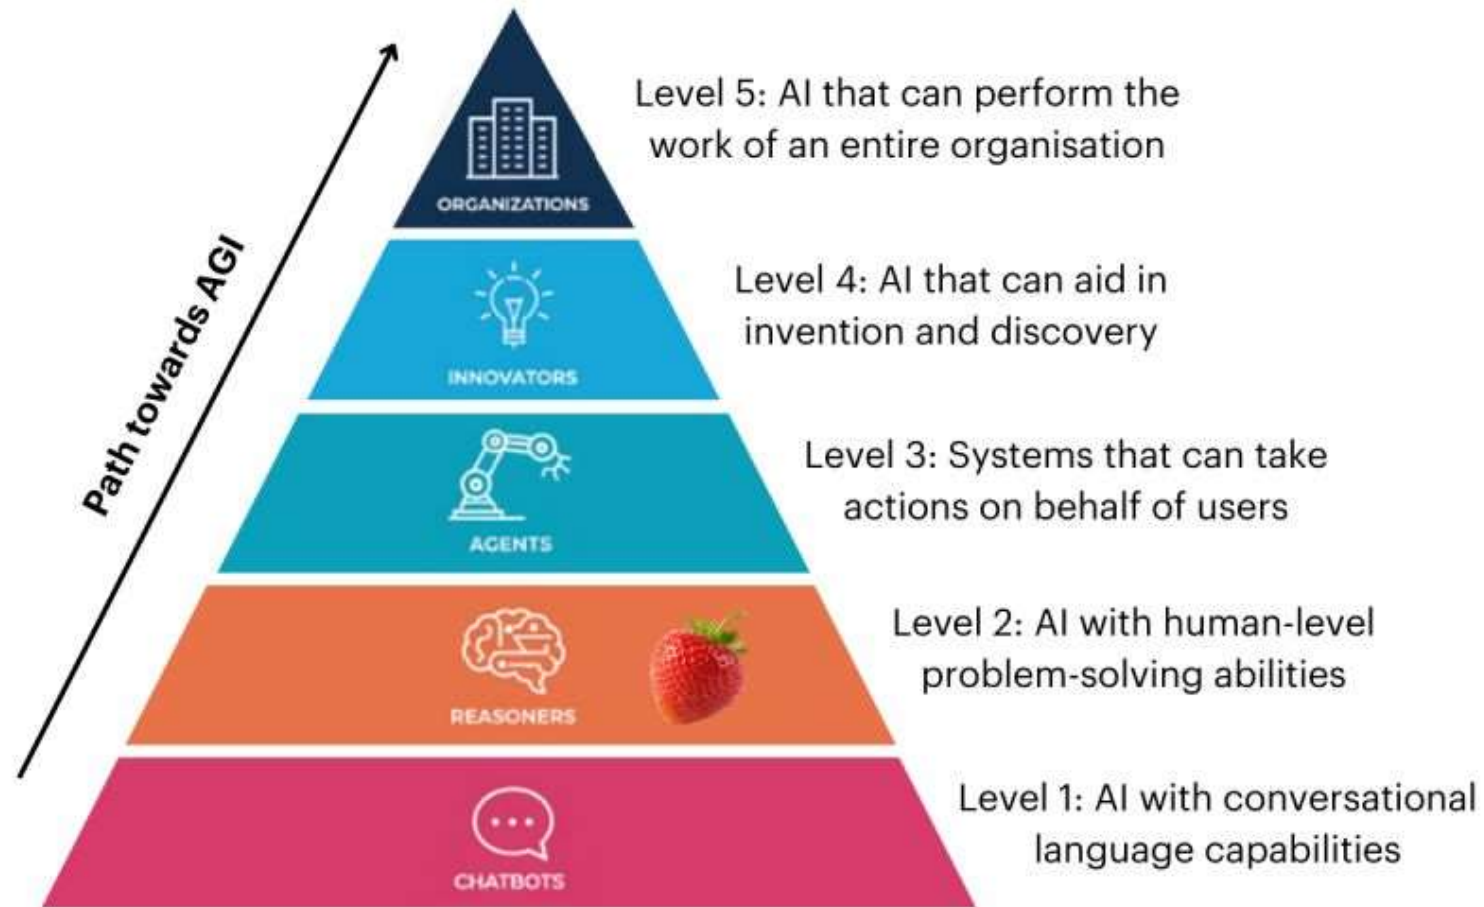 Path towards AGI
ORGANIZATIONS
Level 5: AI that can perform the
work of an entire organisation
INNOVATORS
Level 4: AI that can aid in
invention and discovery
AGENTS
Level 3: Systems that can take
actions on behalf of users
REASONERS
Level 2: AI with human-level
problem-solving abilities
CHATBOTS
Level 1: AI with conversational
language capabilities